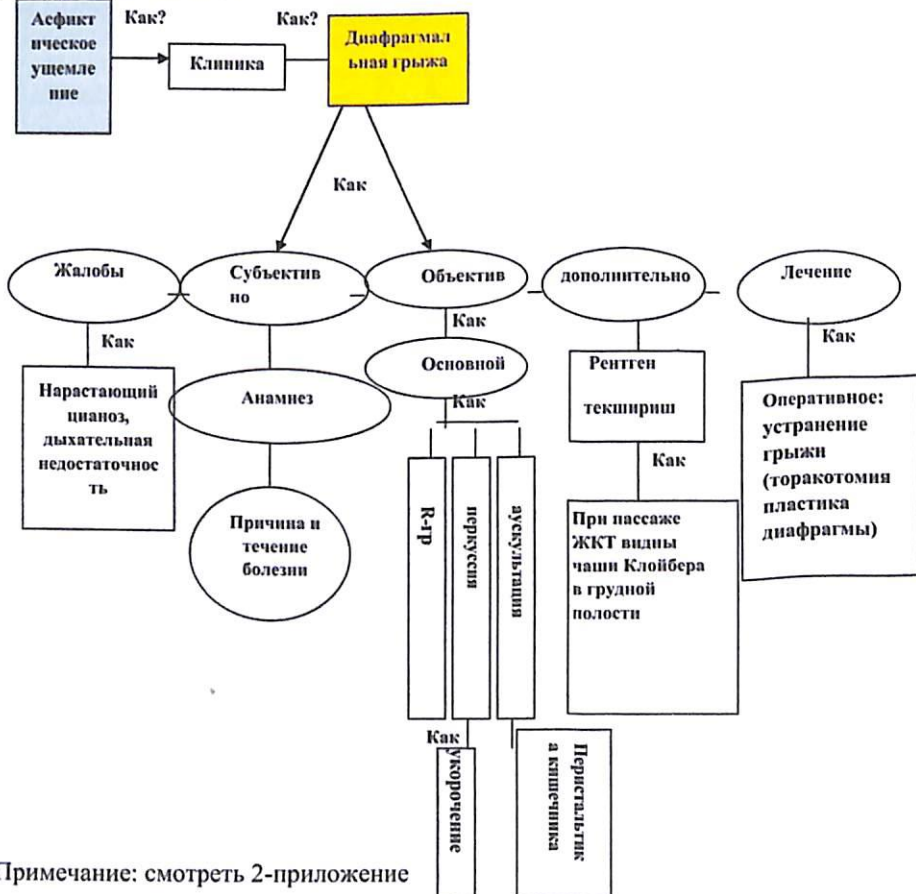 Асфикт
ическое
ущемле
ние
Как?
Клиника
Как?
Диафрагмал
ьная грыжа
Как
Жалобы
Как
Нарастающий
цианоз,
дыхательная
недостаточнос
ть
Субъектив
но
Анамнез
Причина и
течение
болезни
Объектив
Как
Основной
Как
R-гр
перкуссия
аускультация
Как
укорочение
Перистальтик
а кишечника
дополнительно
Рентген
текшириш
Как
При пассаже
ЖКТ видны
чаши Клойбера
в грудной
полости
Лечение
Как
Оперативное:
устранение
грыжи
(торакотомия
пластика
диафрагмы)
Примечание: смотреть 2-приложение